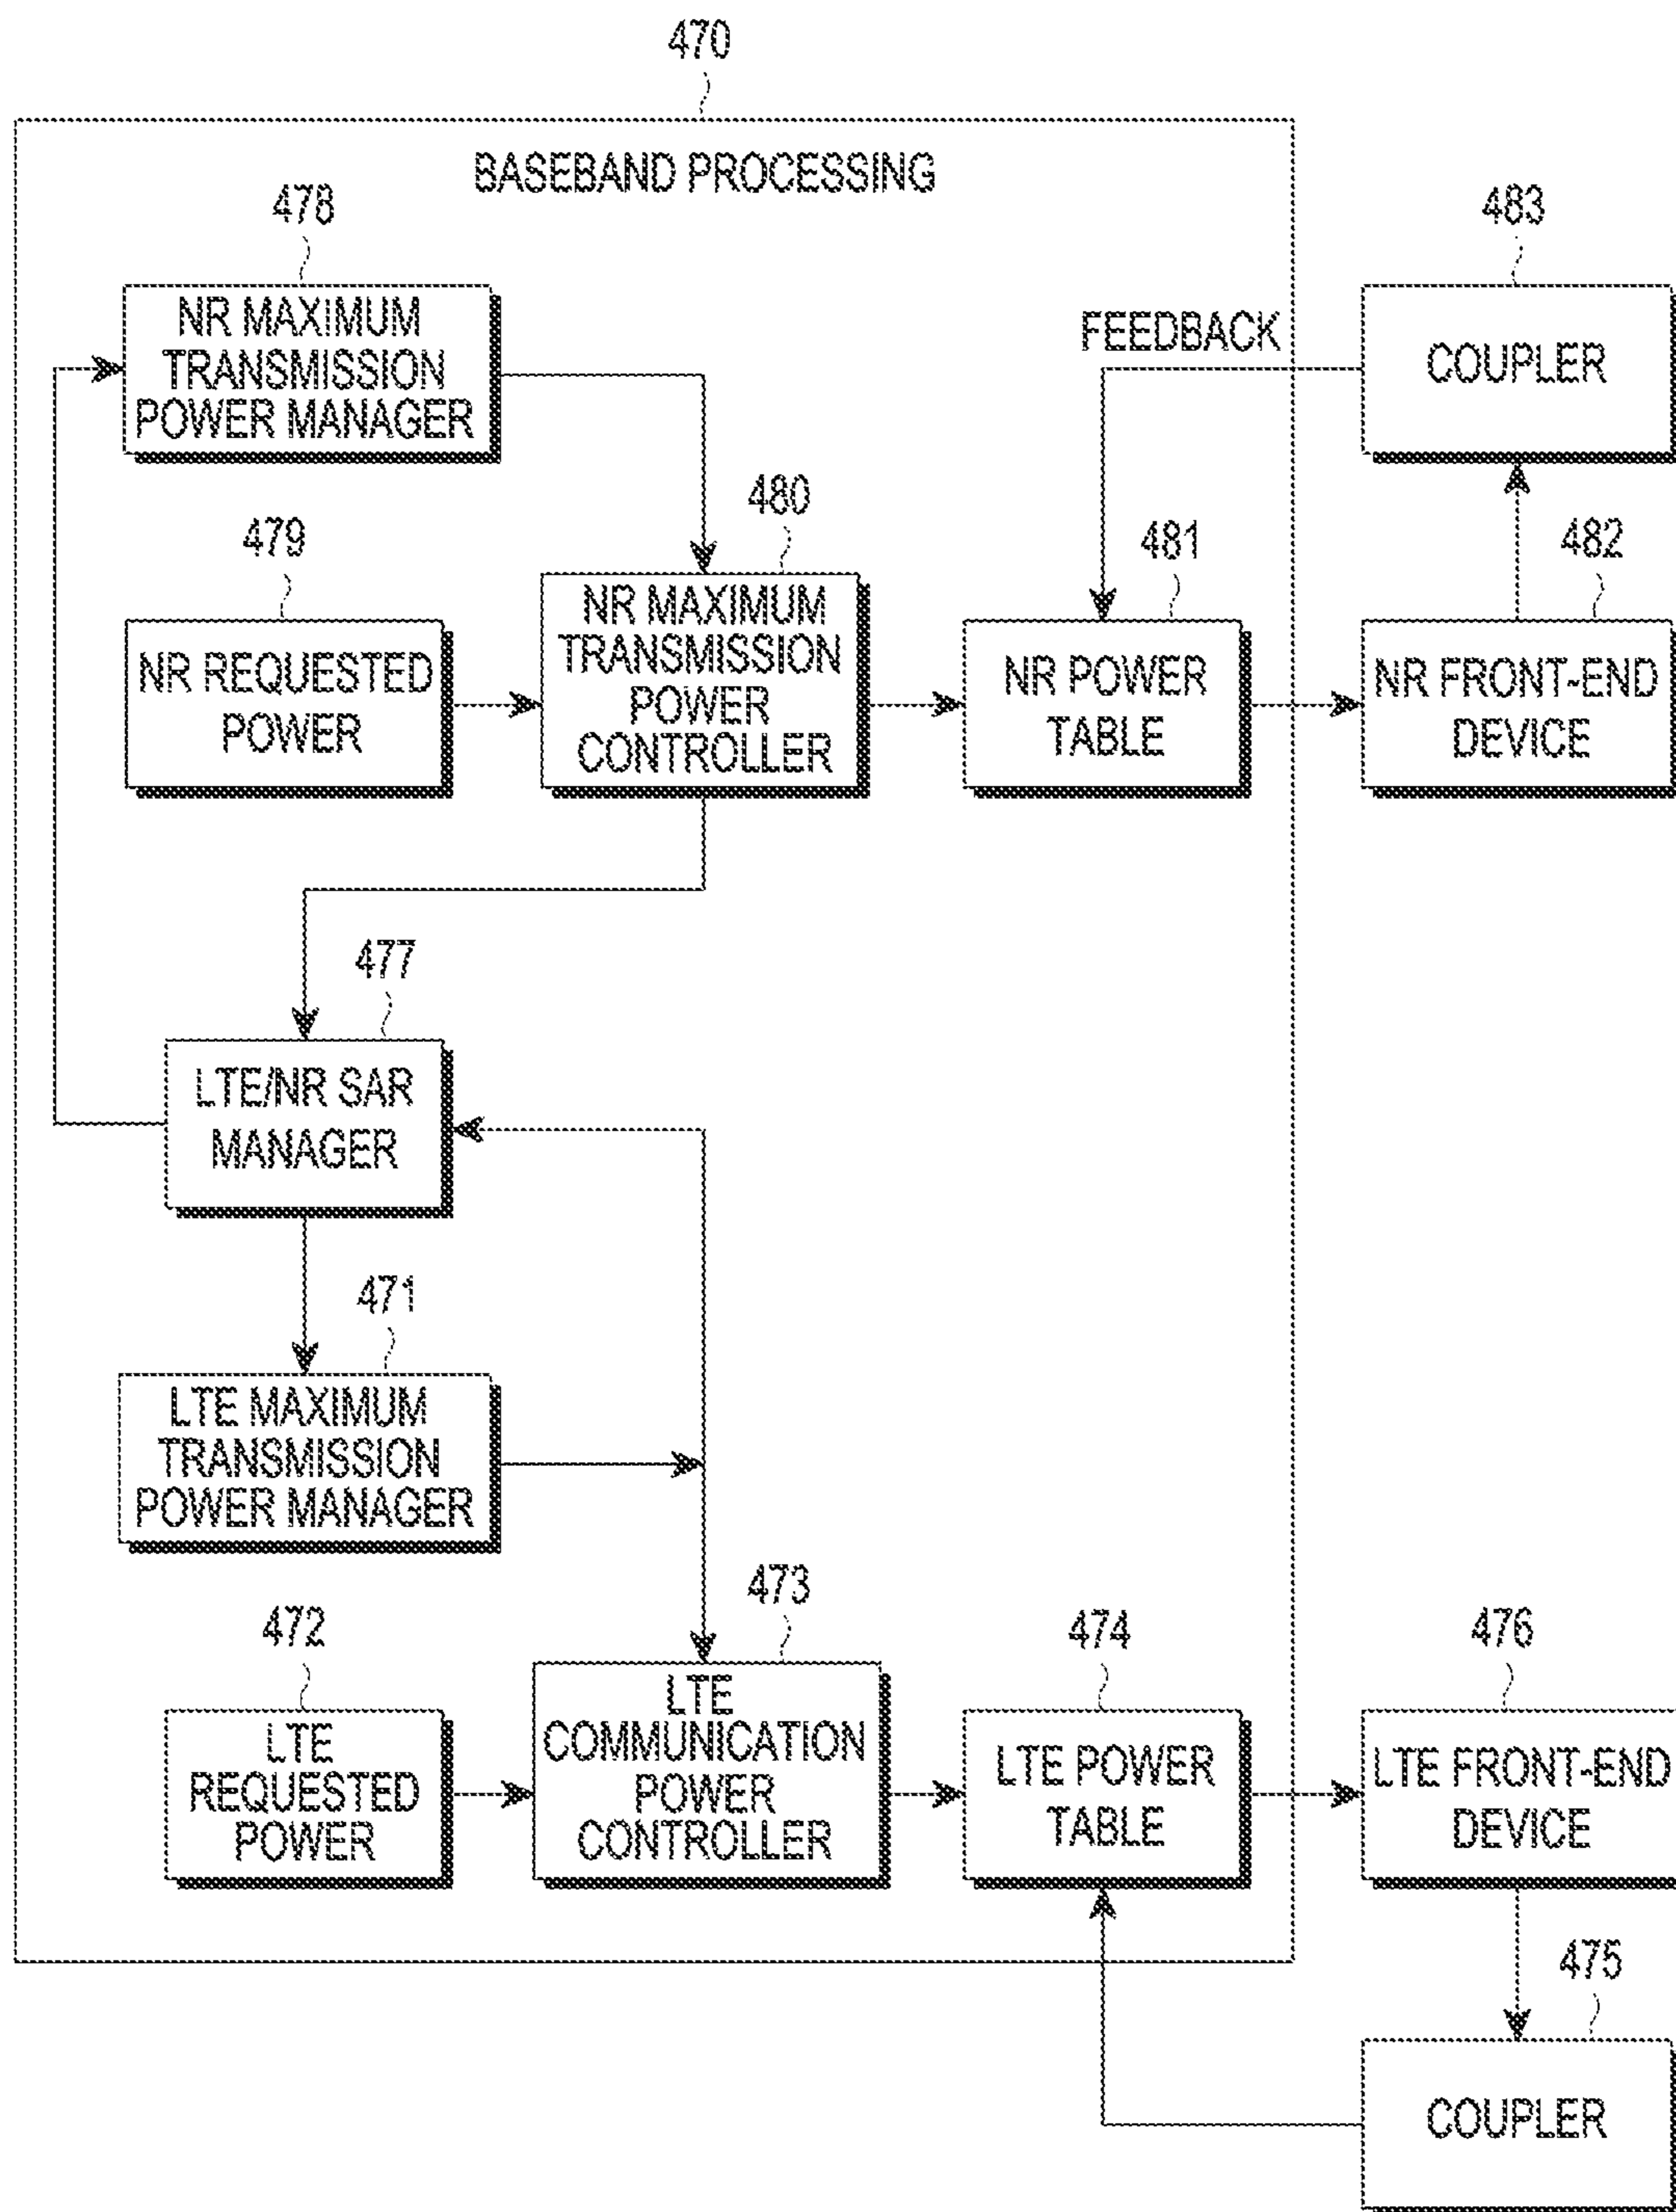 470
BASEBAND PROCESSING
478
NR MAXIMUM
TRANSMISSION
POWER MANAGER
483
COUPLER
FEEDBACK
479
NR REQUESTED
POWER
480
NR MAXIMUM
TRANSMISSION
POWER
CONTROLLER
481
NR POWER
TABLE
482
NR FRONT-END
DEVICE
477
LTE/NR SAR
MANAGER
471
LTE MAXIMUM
TRANSMISSION
POWER MANAGER
472
LTE
REQUESTED
POWER
473
LTE
COMMUNICATION
POWER
CONTROLLER
474
LTE POWER
TABLE
476
LTE FRONT-END
DEVICE
475
COUPLER